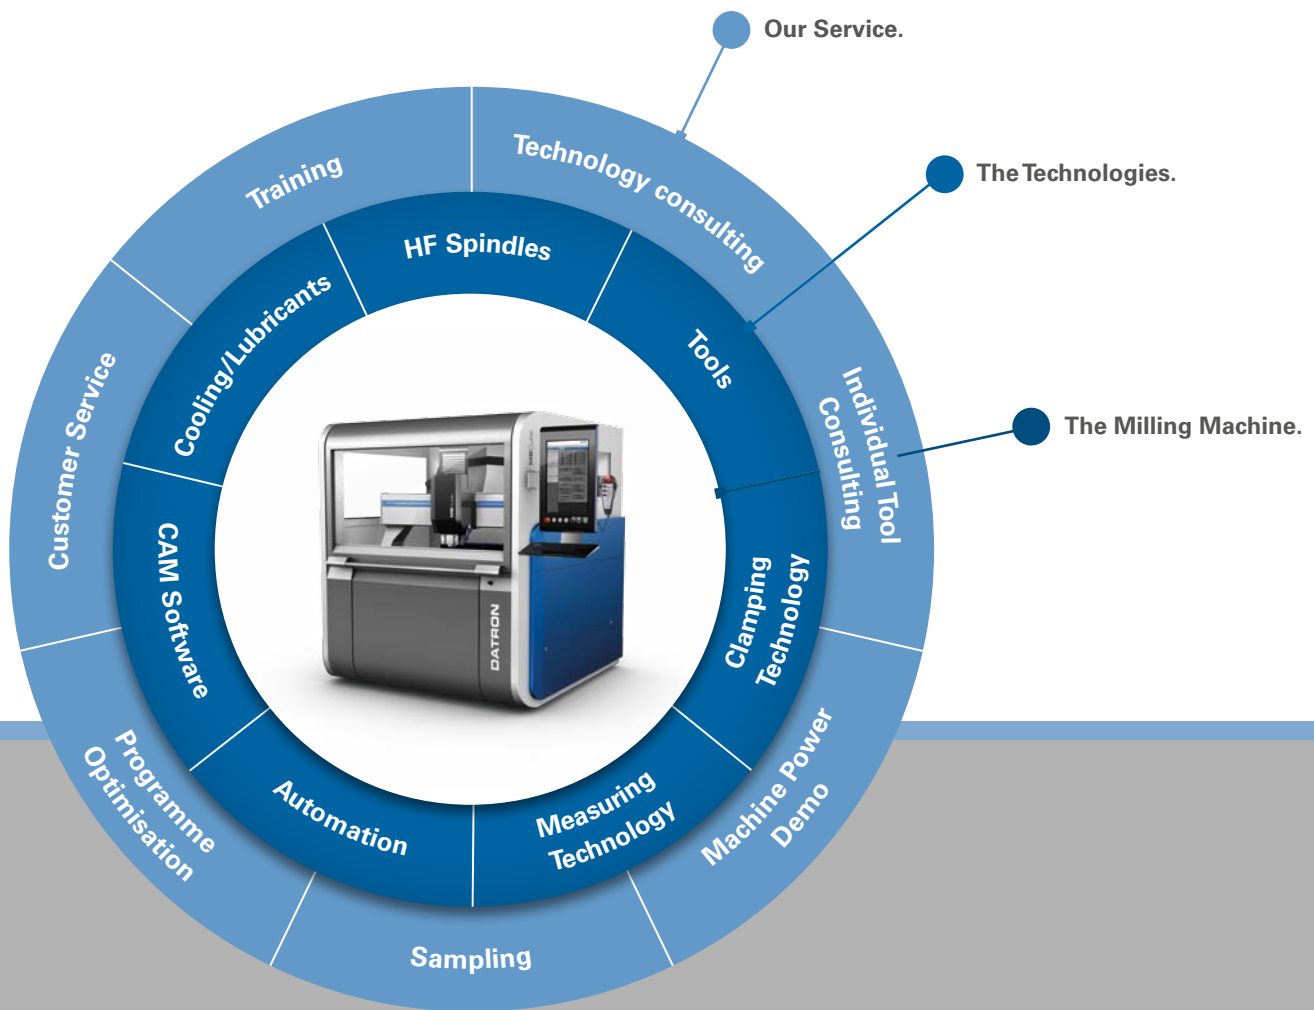 Our Service.
The Technologies.
The Milling Machine.
Technology consulting
Individual Tool
Consulting
Machine Power
Demo
Sampling
Programme
Optimisation
Customer Service
Training
HF Spindles
Tools
Clamping
Technology
Measuring
Technology
Automation
CAM Software
Cooling/Lubricants
DATRON